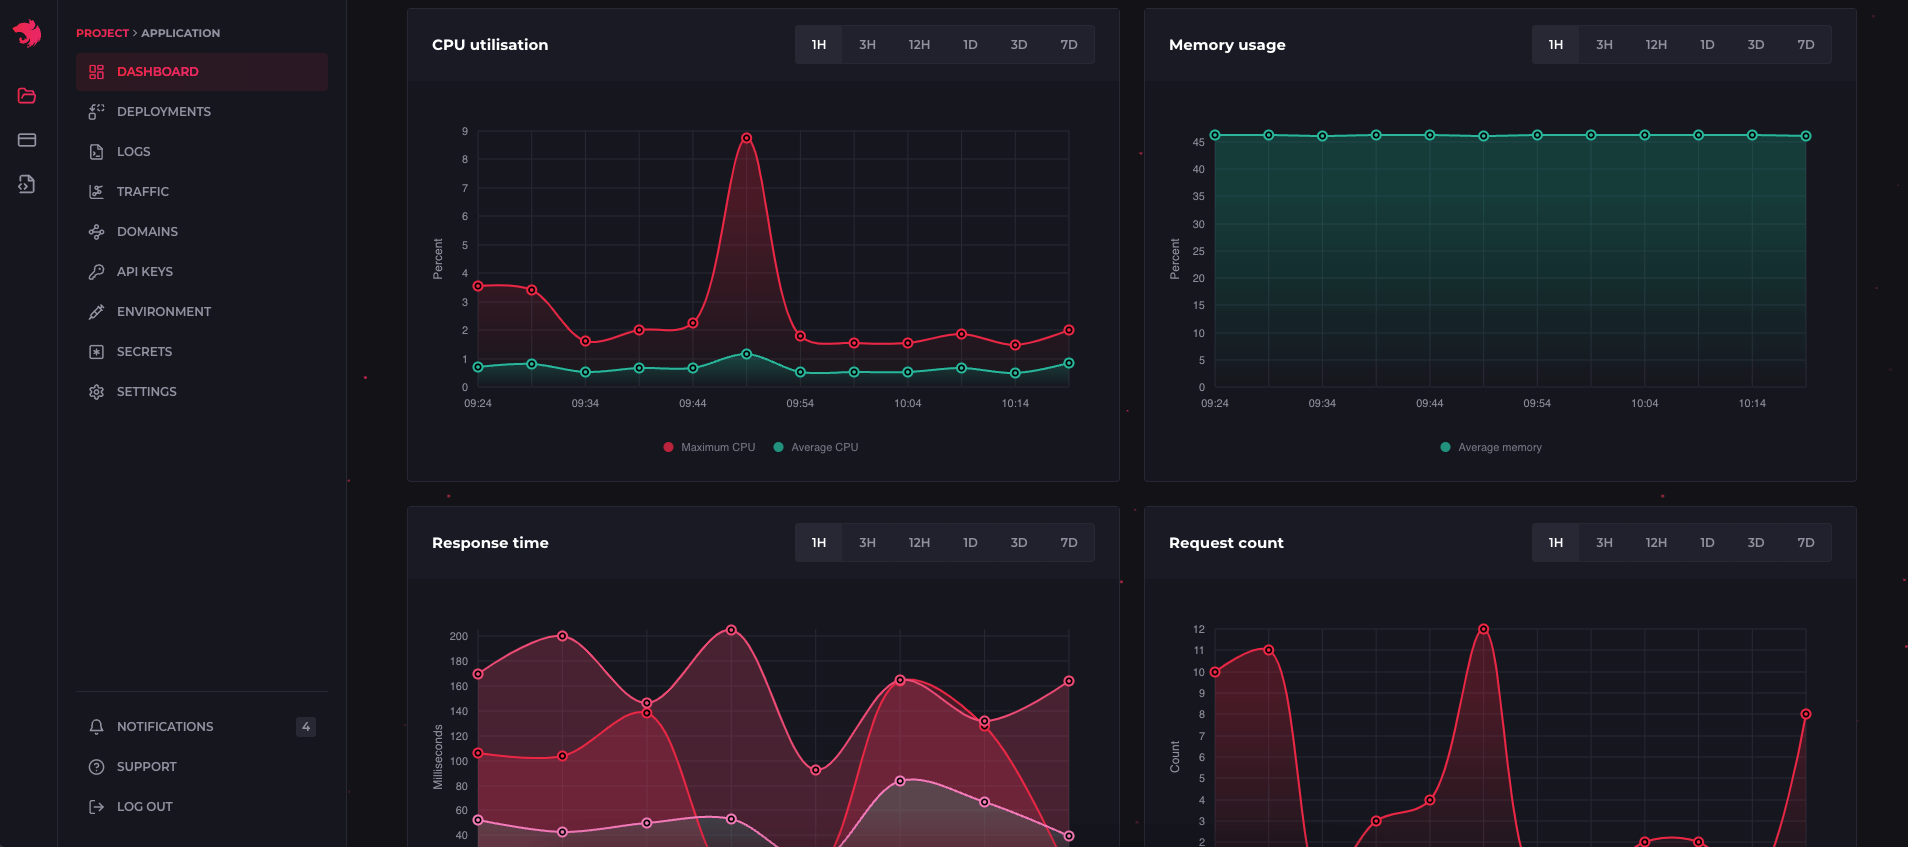 PROJECT > APPLICATION
DASHBOARD
DEPLOYMENTS
LOGS
TRAFFIC
DOMAINS
API KEYS
ENVIRONMENT
SECRETS
SETTINGS
NOTIFICATIONS 4
SUPPORT
LOG OUT
CPU utilisation
1H 3H 12H 1D 3D 7D
Percent
9
8
7
6
5
4
3
2
1
0
09:24 09:34 09:44 09:54 10:04 10:14
Maximum CPU Average CPU
Memory usage
1H 3H 12H 1D 3D 7D
Percent
45
40
35
30
25
20
15
10
5
0
09:24 09:34 09:44 09:54 10:04 10:14
Average memory
Response time
1H 3H 12H 1D 3D 7D
Milliseconds
200
180
160
140
120
100
80
60
40
Request count
1H 3H 12H 1D 3D 7D
Count
12
11
10
9
8
7
6
5
4
3
2